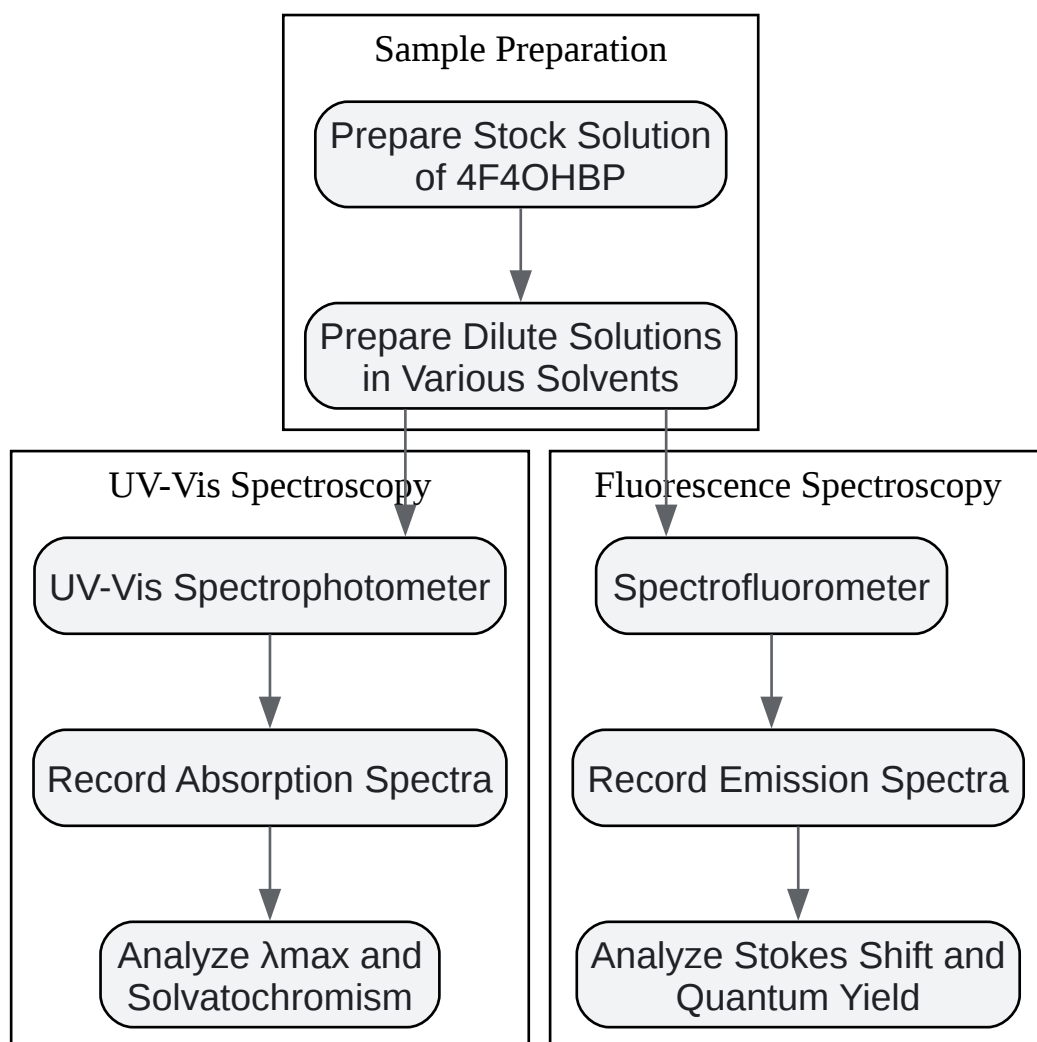 Sample Preparation
Prepare Stock Solution
of 4F4OHBP
Prepare Dilute Solutions
in Various Solvents
UV-Vis Spectroscopy
UV-Vis Spectrophotometer
Record Absorption Spectra
Analyze λmax and
Solvatochromism
Fluorescence Spectroscopy
Spectrofluorometer
Record Emission Spectra
Analyze Stokes Shift and
Quantum Yield